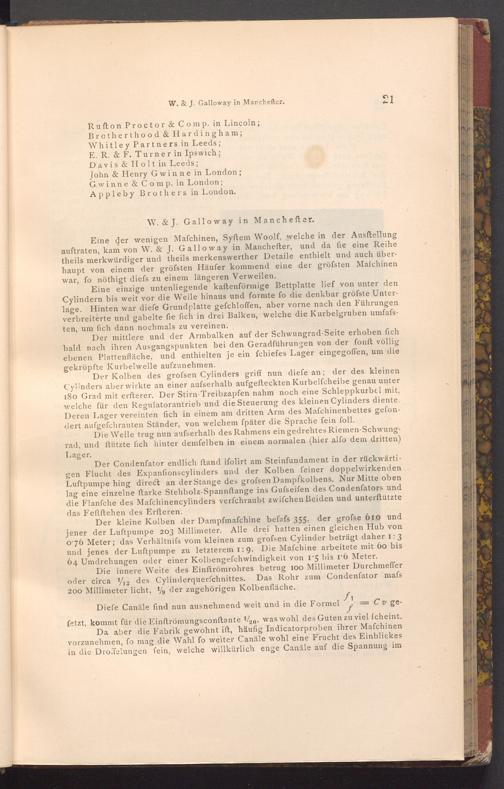 W. & J. Galloway in Mancheſter.
21
Ruſton Proctor & Comp. in Lincoln;
Brotherthood & Hardingham;
Whitley Partners in Leeds;
E. R. & F. Turner in Ipswich;
Davis & Holt in Leeds;
John & Henry Gwinne in London;
Gwinne & Comp. in London;
Appleby Brothers in London.
W. & J. Galloway in Mancheſter.
Eine der wenigen Maſchinen, Syſtem Woolf, welche in der Ausſtellung
auftraten, kam von W. & J. Galloway in Mancheſter, und da ſie eine Reihe
theils merkwürdiger und theils merkenswerther Details enthielt und auch über-
haupt von einem der gröſsten Häuſer kommend eine der gröſsten Maſchinen
war, ſo nöthigt dieſs zu einem längeren Verweilen.
Eine einzige untenliegende kaſtenförmige Bettplatte lief von unter den
Cylindern bis weit vor die Welle hinaus und formte ſo die denkbar gröſste Unter-
lage. Hinten war dieſe Grundplatte geſchloſſen, aber vorne nach den Führungen
verbreiterte und gabelte ſie ſich in drei Balken, welche die Kurbelgruben umfaſs-
ten, um ſich dann nochmals zu vereinen.
Der mittlere und der Armbalken auf der Schwungrad-Seite erhoben ſich
bald nach ihren Ausgangspunkten bei den Geradführungen von der ſonſt völlig
ebenen Plattenfläche, und enthielten je ein ſchiefes Lager eingegoſſen, um die
gekröpfte Kurbelwelle aufzunehmen.
Der Kolben des groſsen Cylinders griff nun dieſe an; der des kleinen
Cylinders aber wirkte an einer auſserhalb aufgeſteckten Kurbelſcheibe genau unter
180 Grad mit erſterer. Der Stirn-Treibzapfen nahm noch eine Schleppkurbel mit,
welche für den Regulatorantrieb und die Steuerung des kleinen Cylinders diente.
Deren Lager vereinten ſich in einem am dritten Arm des Maſchinenbettes geſon-
dert aufgeſchraubten Ständer, von welchem ſpäter die Sprache ſein ſoll.
Die Welle trug nun auſserhalb des Rahmens ein gedrehtes Riemen-Schwung-
rad, und ſtützte ſich hinter demſelben in einem normalen (hier alſo dem dritten)
Lager.
Der Condenſator endlich ſtand iſolirt am Steinfundament in der rückwärti-
gen Flucht des Expanſionscylinders und der Kolben ſeiner doppelwirkenden
Luftpumpe hing direct an der Stange des groſsen Dampfkolbens. Nur Mitte oben
lag eine einzelne ſtarke Stehbolz-Spannſtange ins Guſseiſen des Condenſators und
die Flanſche des Maſchinencylinders verſchraubt zwiſchen Beiden und unterſtützte
das Feſtſtehen des Erſteren.
Der kleine Kolben der Dampfmaſchine beſaſs 355, der groſse 610 und
jener der Luftpumpe 203 Millimeter. Alle drei hatten einen gleichen Hub von
0·76 Meter; das Verhältniſs vom kleinen zum groſsen Cylinder beträgt daher 1:3
und jenes der Luftpumpe zu letzterem 1:9. Die Maſchine arbeitete mit 60 bis
64 Umdrehungen oder einer Kolbengeſchwindigkeit von 1·5 bis 1·6 Meter.
Die innere Weite des Einſtrömrohres betrug 100 Millimeter Durchmeſſer
oder circa 1/12 des Cylinderquerſchnittes. Das Rohr zum Condenſator maſs
200 Millimeter licht, 1/9 der zugehörigen Kolbenfläche.
Dieſe Canäle ſind nun ausnehmend weit und in die Formel f1/f = C v ge-
ſetzt, kommt für die Einſtrömungsconſtante 1/20, was wohl des Guten zu viel ſcheint.
Da aber die Fabrik gewohnt iſt, häufig Indicatorproben ihrer Maſchinen
vorzunehmen, ſo mag die Wahl ſo weiter Canäle wohl eine Frucht des Einblickes
in die Droſſelungen ſein, welche willkürlich enge Canäle auf die Spannung im